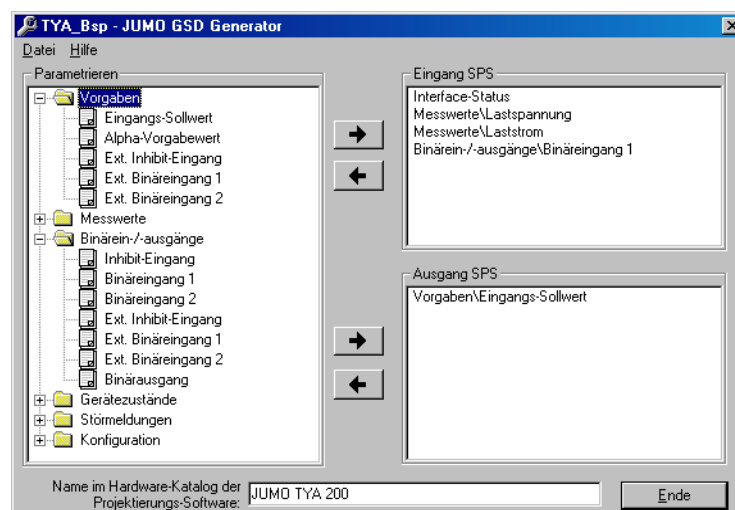 TYA_Bsp - JUMO GSD Generator
Datei Hilfe
Parametrieren
Vorgaben
Eingangs-Sollwert
Alpha-Vorgabewert
Ext. Inhibit-Eingang
Ext. Binäreingang 1
Ext. Binäreingang 2
Messwerte
Binärein-/-ausgänge
Inhibit-Eingang
Binäreingang 1
Binäreingang 2
Ext. Inhibit-Eingang
Ext. Binäreingang 1
Ext. Binäreingang 2
Binärausgang
Gerätezustände
Störmeldungen
Konfiguration
Eingang SPS
Interface-Status
Messwerte\Lastspannung
Messwerte\Laststrom
Binärein-/-ausgänge\Binäreingang 1
Ausgang SPS
Vorgaben\Eingangs-Sollwert
Name im Hardware-Katalog der
Projektierungs-Software:
JUMO TYA 200
Ende